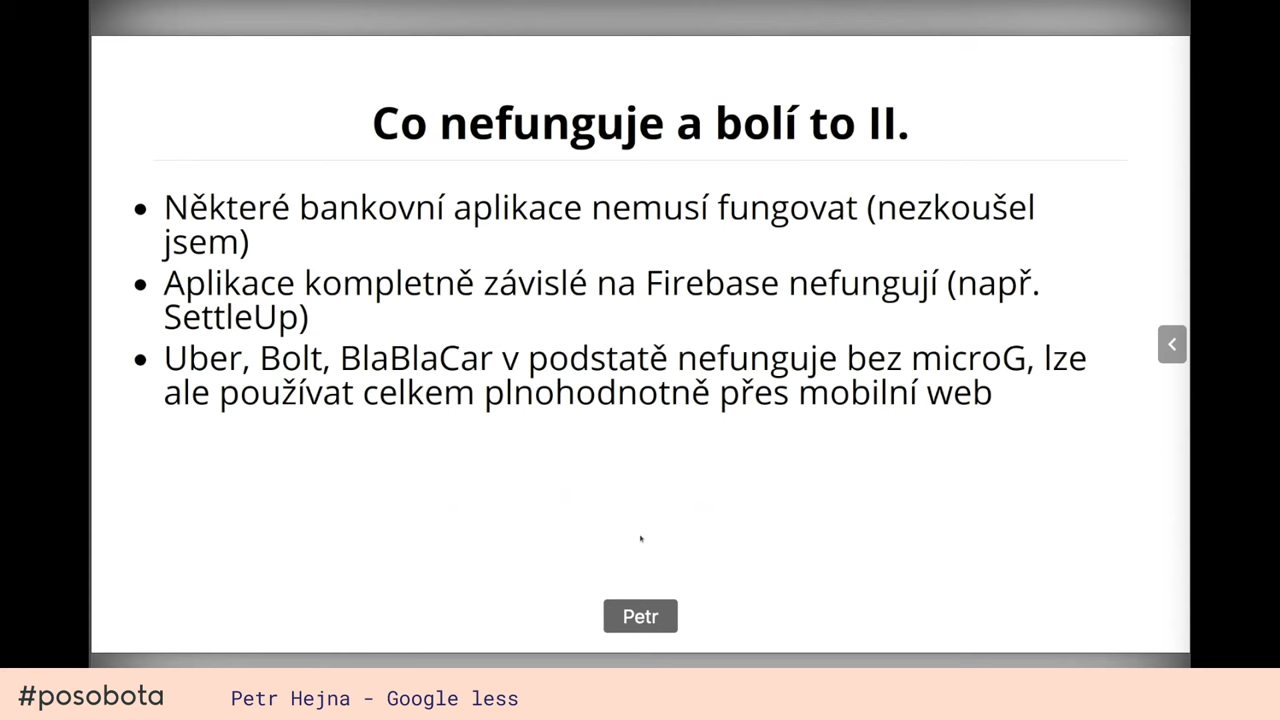 Co nefunguje a bolí to II.
• Některé bankovní aplikace nemusí fungovat (nezkoušel
jsem)
• Aplikace kompletně závislé na Firebase nefungují (např.
SettleUp)
• Uber, Bolt, BlaBlaCar v podstatě nefunguje bez microG, lze
ale používat celkem plnohodnotně přes mobilní web
Petr
#posobota
Petr Hejna - Google less